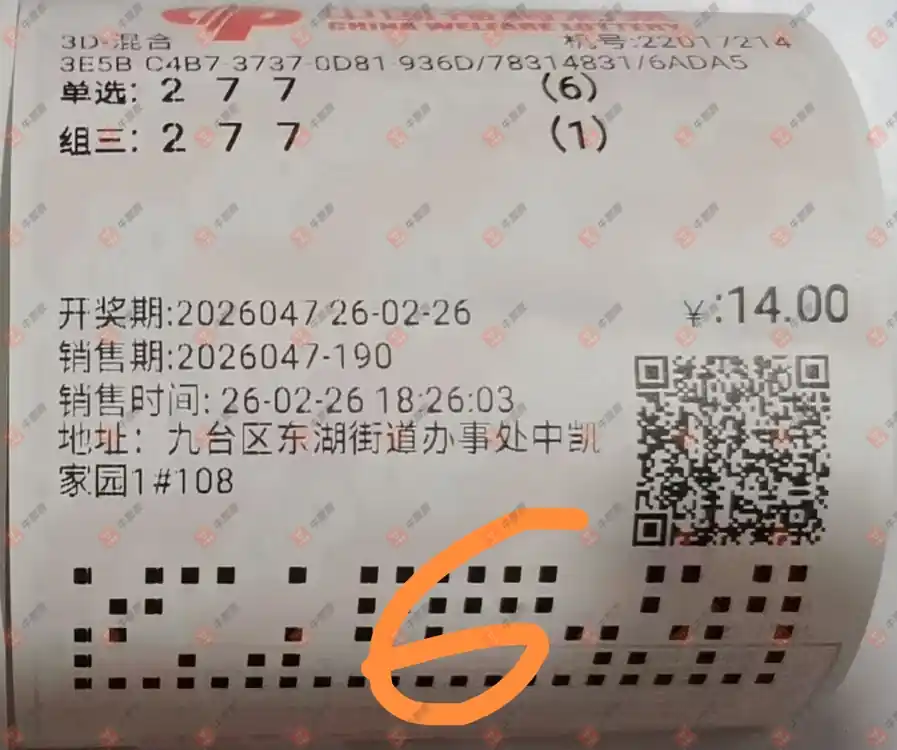 CHINA WELFARE LOTTERY
3D-混合 机号:22017214
3E5B C4B7-3737-0D81 936D/78314831/6ADA5
单选: 2 7 7 (6)
组三: 2 7 7 (1)
开奖期:2026047 26-02-26 ¥:14.00
销售期:2026047-190
销售时间: 26-02-26 18:26:03
地址: 九台区东湖街道办事处中凯
家园1#108
6